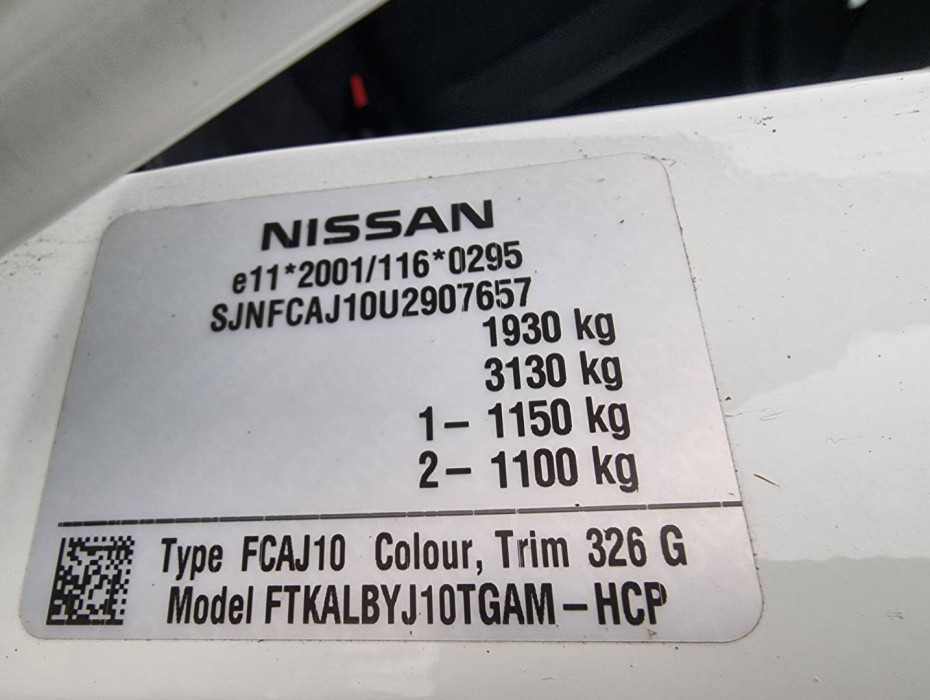 NISSAN
e11*2001/116*0295
SJNFCAJ10U2907657
1930 kg
3130 kg
1– 1150 kg
2– 1100 kg
Type FCAJ10 Colour, Trim 326 G
Model FTKALBYJ10TGAM – HCP